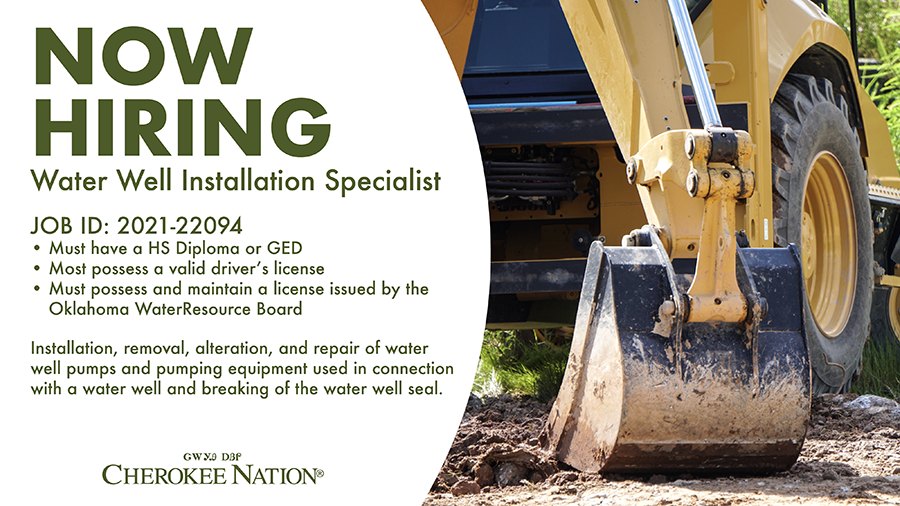 NOW
HIRING
Water Well Installation Specialist
JOB ID: 2021-22094
• Must have a HS Diploma or GED
• Most possess a valid driver's license
• Must possess and maintain a license issued by the
Oklahoma WaterResource Board
Installation, removal, alteration, and repair of water
well pumps and pumping equipment used in connection
with a water well and breaking of the water well seal.
CHEROKEE NATION®